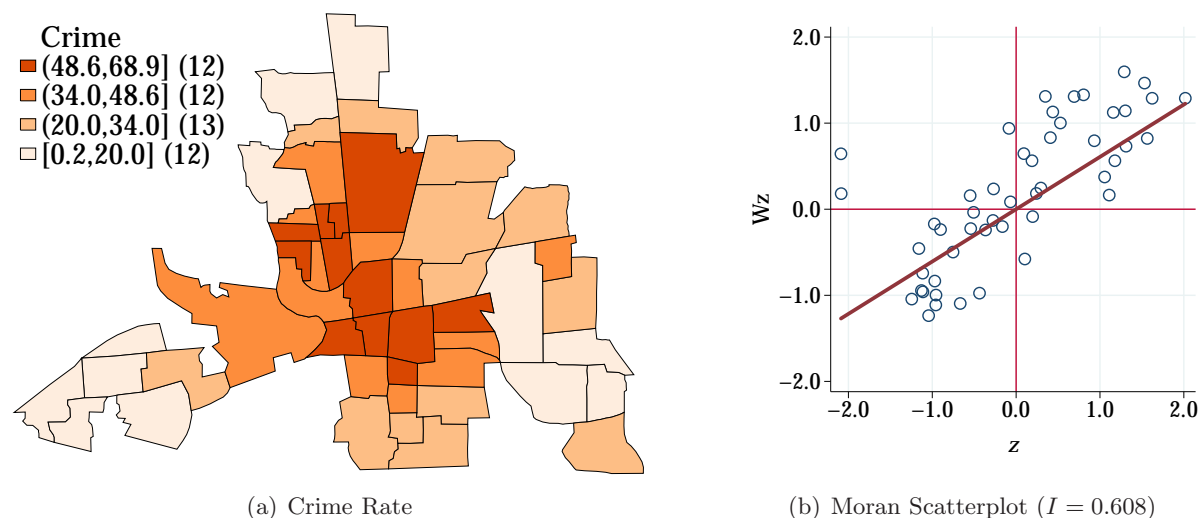 Crime
(48.6,68.9] (12)
(34.0,48.6] (12)
(20.0,34.0] (13)
[0.2,20.0] (12)
(a) Crime Rate
2.0
1.0
0.0
−1.0
−2.0
Wz
−2.0 −1.0 0.0 1.0 2.0
z
(b) Moran Scatterplot (I = 0.608)